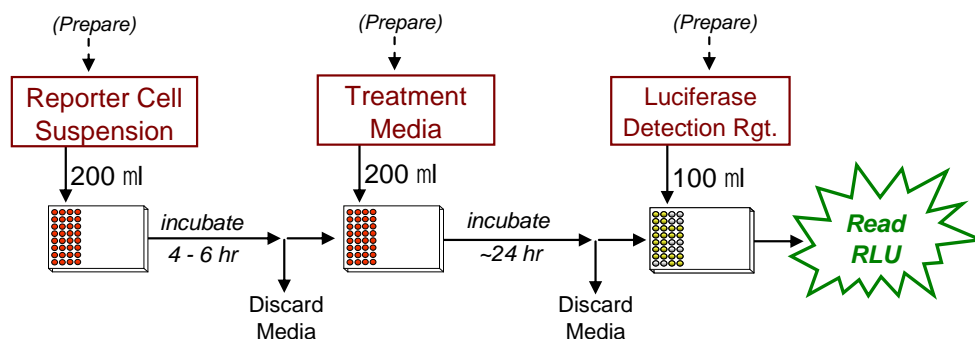 (Prepare)
(Prepare)
(Prepare)
Reporter Cell
Suspension
Treatment
Media
Luciferase
Detection Rgt.
200 ㎖
200 ㎖
100 ㎖
incubate
4 - 6 hr
incubate
~24 hr
Read
RLU
Discard
Media
Discard
Media